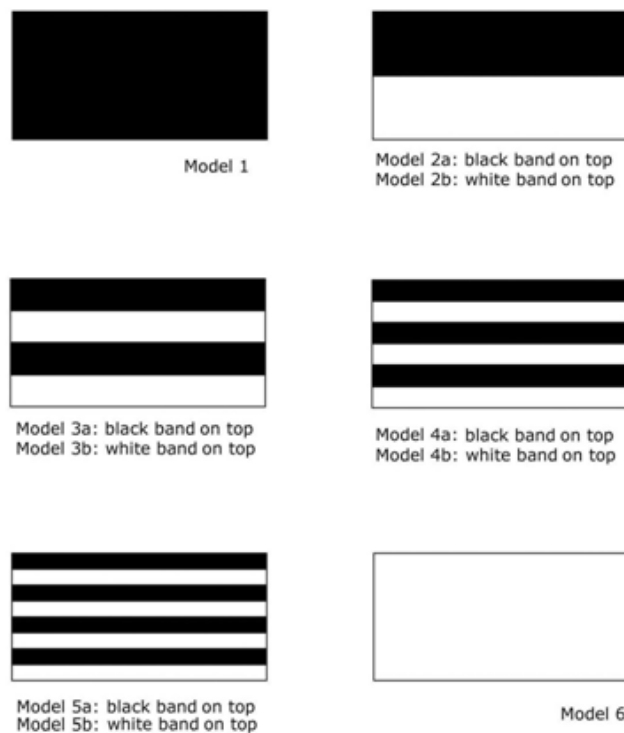 Model 1
Model 2a: black band on top
Model 2b: white band on top
Model 3a: black band on top
Model 3b: white band on top
Model 4a: black band on top
Model 4b: white band on top
Model 5a: black band on top
Model 5b: white band on top
Model 6